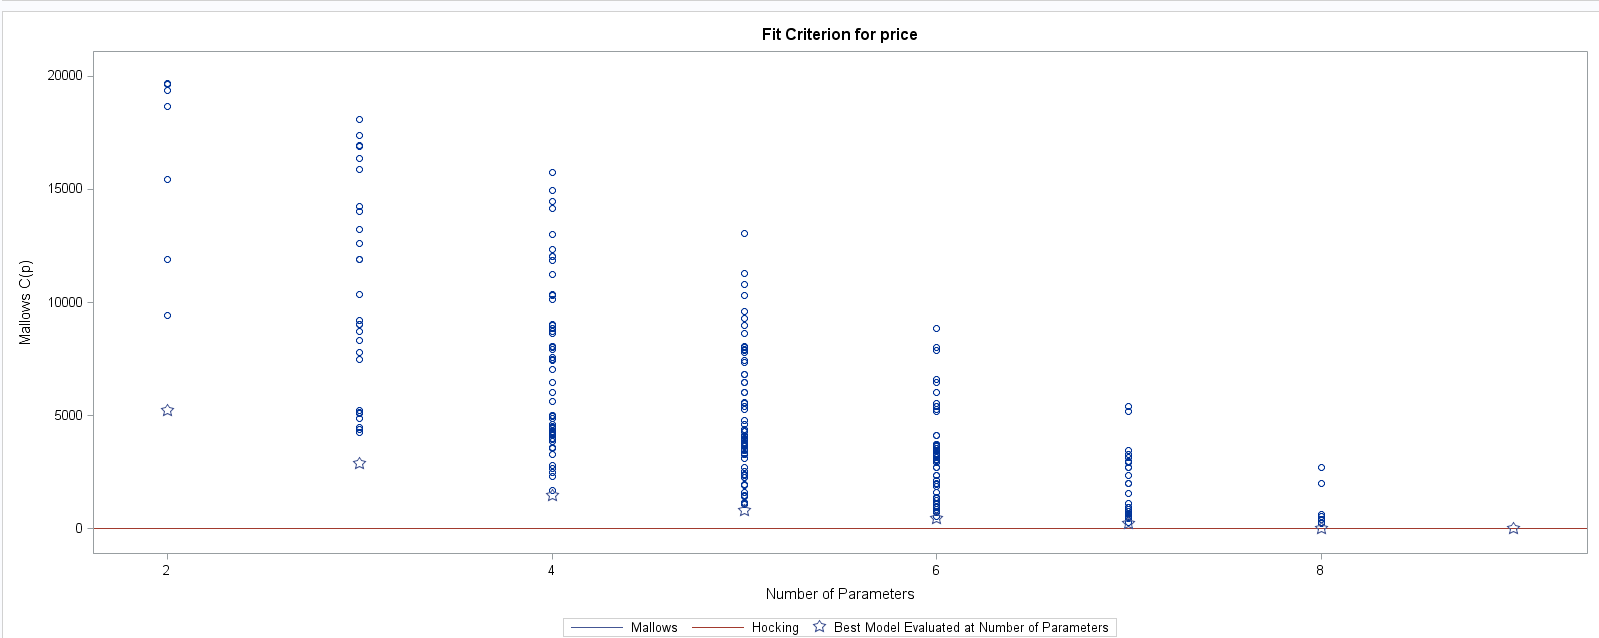 Fit Criterion for price
20000
15000
10000
5000
0
Mallows C(p)
2 4 6 8
Number of Parameters
Mallows Hocking Best Model Evaluated at Number of Parameters